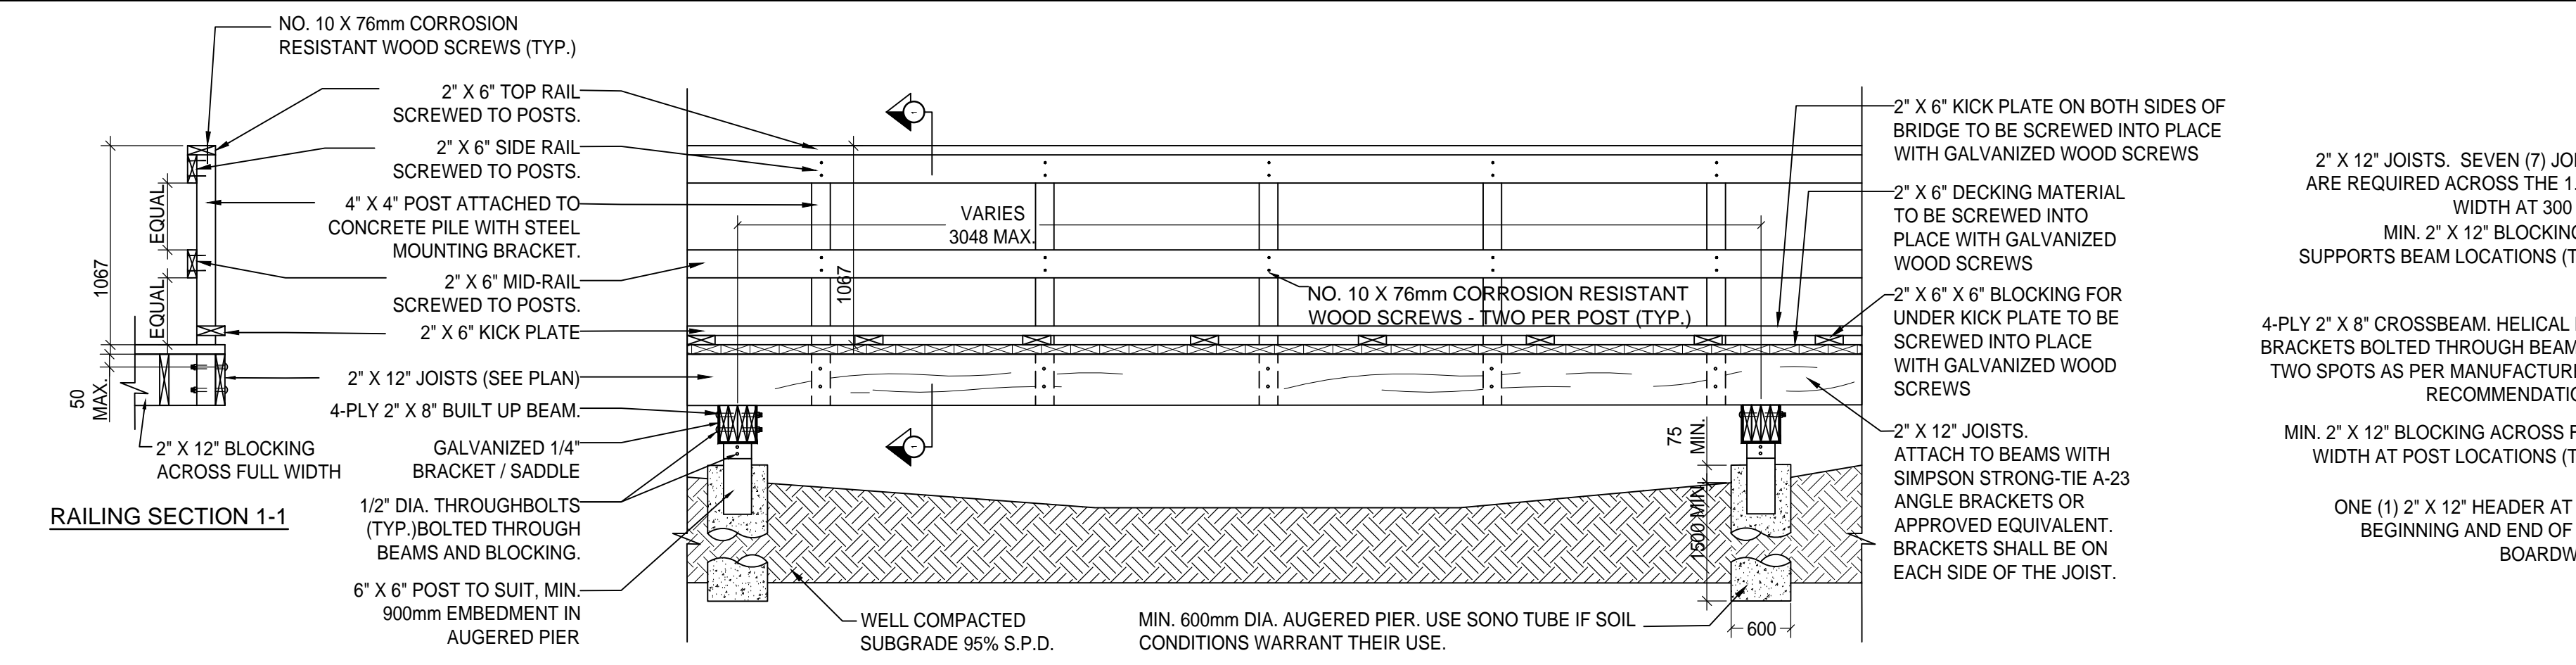 NO. 10 X 76mm CORROSION
RESISTANT WOOD SCREWS (TYP.)
2" X 6" TOP RAIL
SCREWED TO POSTS.
2" X 6" SIDE RAIL
SCREWED TO POSTS.
4" X 4" POST ATTACHED TO
CONCRETE PILE WITH STEEL
MOUNTING BRACKET.
2" X 6" MID-RAIL
SCREWED TO POSTS.
2" X 6" KICK PLATE
2" X 12" JOISTS (SEE PLAN)
4-PLY 2" X 8" BUILT UP BEAM.
GALVANIZED 1/4"
BRACKET / SADDLE
1/2" DIA. THROUGHBOLTS
(TYP.)BOLTED THROUGH
BEAMS AND BLOCKING.
6" X 6" POST TO SUIT, MIN.
900mm EMBEDMENT IN
AUGERED PIER
1067
EQUAL
EQUAL
50
MAX.
2" X 12" BLOCKING
ACROSS FULL WIDTH
RAILING SECTION 1-1
VARIES
3048 MAX.
1067
NO. 10 X 76mm CORROSION RESISTANT
WOOD SCREWS - TWO PER POST (TYP.)
75
MIN.
1500 MIN.
600
WELL COMPACTED
SUBGRADE 95% S.P.D.
MIN. 600mm DIA. AUGERED PIER. USE SONO TUBE IF SOIL
CONDITIONS WARRANT THEIR USE.
2" X 6" KICK PLATE ON BOTH SIDES OF
BRIDGE TO BE SCREWED INTO PLACE
WITH GALVANIZED WOOD SCREWS
2" X 6" DECKING MATERIAL
TO BE SCREWED INTO
PLACE WITH GALVANIZED
WOOD SCREWS
2" X 6" X 6" BLOCKING FOR
UNDER KICK PLATE TO BE
SCREWED INTO PLACE
WITH GALVANIZED WOOD
SCREWS
2" X 12" JOISTS.
ATTACH TO BEAMS WITH
SIMPSON STRONG-TIE A-23
ANGLE BRACKETS OR
APPROVED EQUIVALENT.
BRACKETS SHALL BE ON
EACH SIDE OF THE JOIST.
2" X 12" JOISTS. SEVEN (7)
ARE REQUIRED ACROSS THE
WIDTH AT 300
MIN. 2" X 12"
SUPPORTS BEAM LOCATIONS
4-PLY 2" X 8" CROSSBEAM. HELICAL
BRACKETS BOLTED THROUGH
TWO SPOTS AS PER
MIN. 2" X 12" BLOCKING ACROSS
WIDTH AT POST LOCATIONS
ONE (1) 2" X 12" HEADER AT
BEGINNING AND END OF